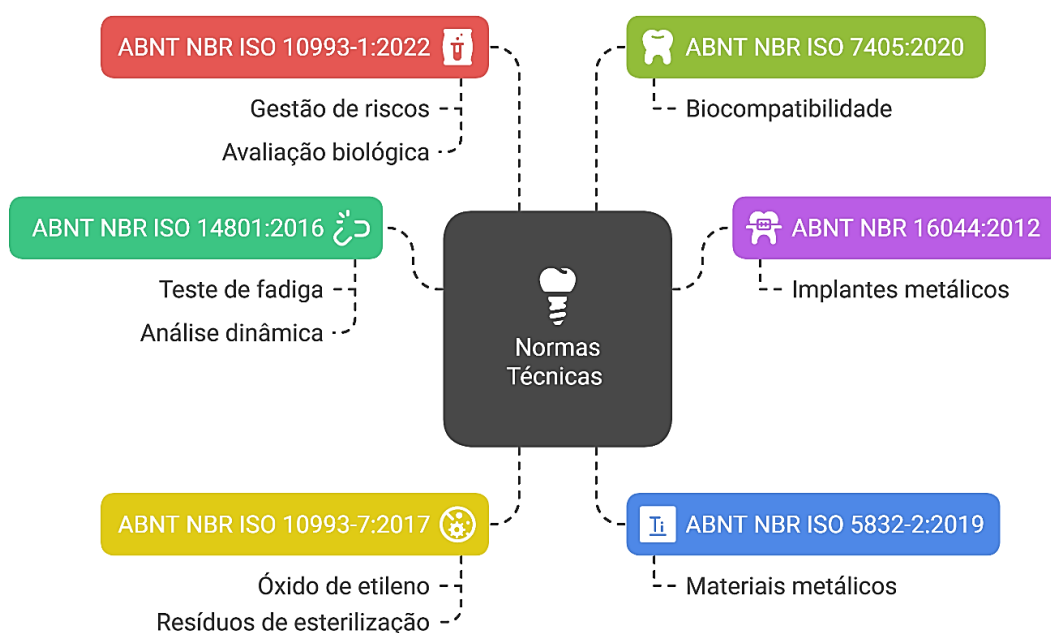 ABNT NBR ISO 10993-1:2022
Gestão de riscos
Avaliação biológica
ABNT NBR ISO 7405:2020
Biocompatibilidade
ABNT NBR ISO 14801:2016
Teste de fadiga
Análise dinâmica
ABNT NBR 16044:2012
Implantes metálicos
Normas
Técnicas
ABNT NBR ISO 10993-7:2017
Óxido de etileno
Resíduos de esterilização
Ti
ABNT NBR ISO 5832-2:2019
Materiais metálicos